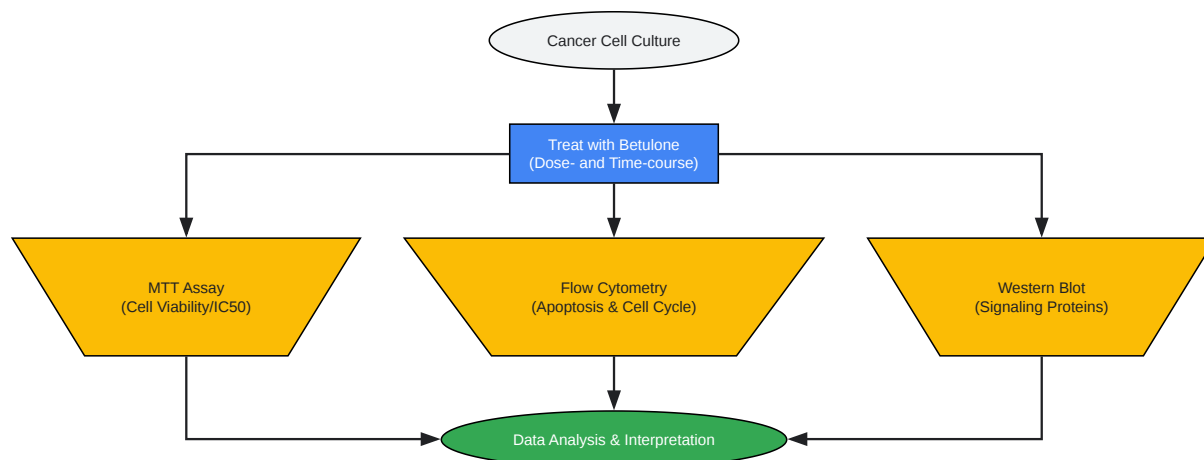 Cancer Cell Culture
Treat with Betulone
(Dose- and Time-course)
MTT Assay
(Cell Viability/IC50)
Flow Cytometry
(Apoptosis & Cell Cycle)
Western Blot
(Signaling Proteins)
Data Analysis & Interpretation